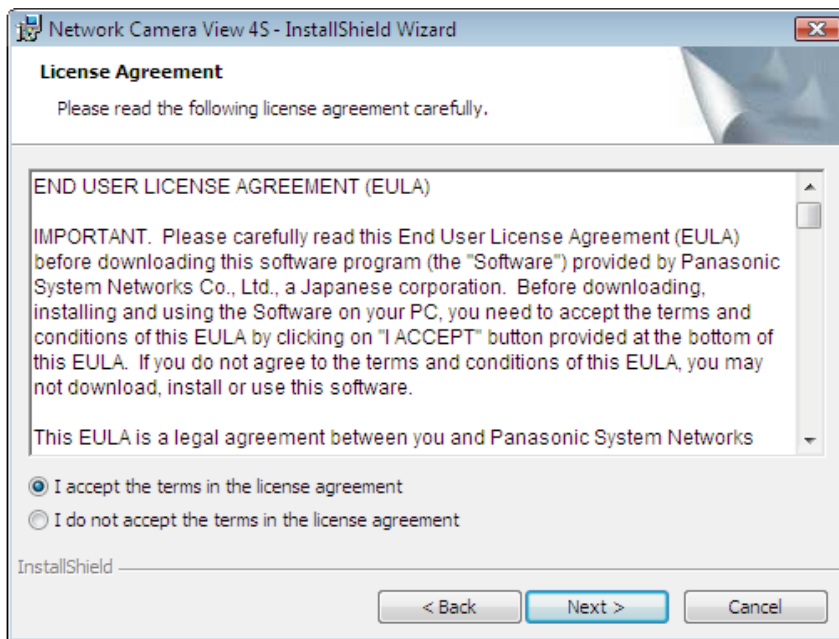 Network Camera View 4S - InstallShield Wizard
License Agreement
Please read the following license agreement carefully.
END USER LICENSE AGREEMENT (EULA)
IMPORTANT.  Please carefully read this End User License Agreement (EULA)
before downloading this software program (the "Software") provided by Panasonic
System Networks Co., Ltd., a Japanese corporation.  Before downloading,
installing and using the Software on your PC, you need to accept the terms and
conditions of this EULA by clicking on "I ACCEPT" button provided at the bottom of
this EULA.  If you do not agree to the terms and conditions of this EULA, you may
not download, install or use this software.
This EULA is a legal agreement between you and Panasonic System Networks
I accept the terms in the license agreement
I do not accept the terms in the license agreement
InstallShield
< Back
Next >
Cancel